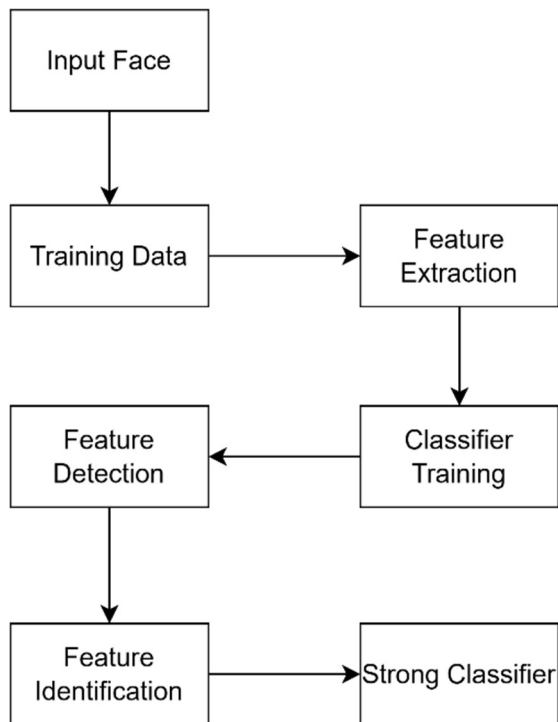 Input Face
Training Data
Feature
Extraction
Classifier
Training
Feature
Detection
Feature
Identification
Strong Classifier